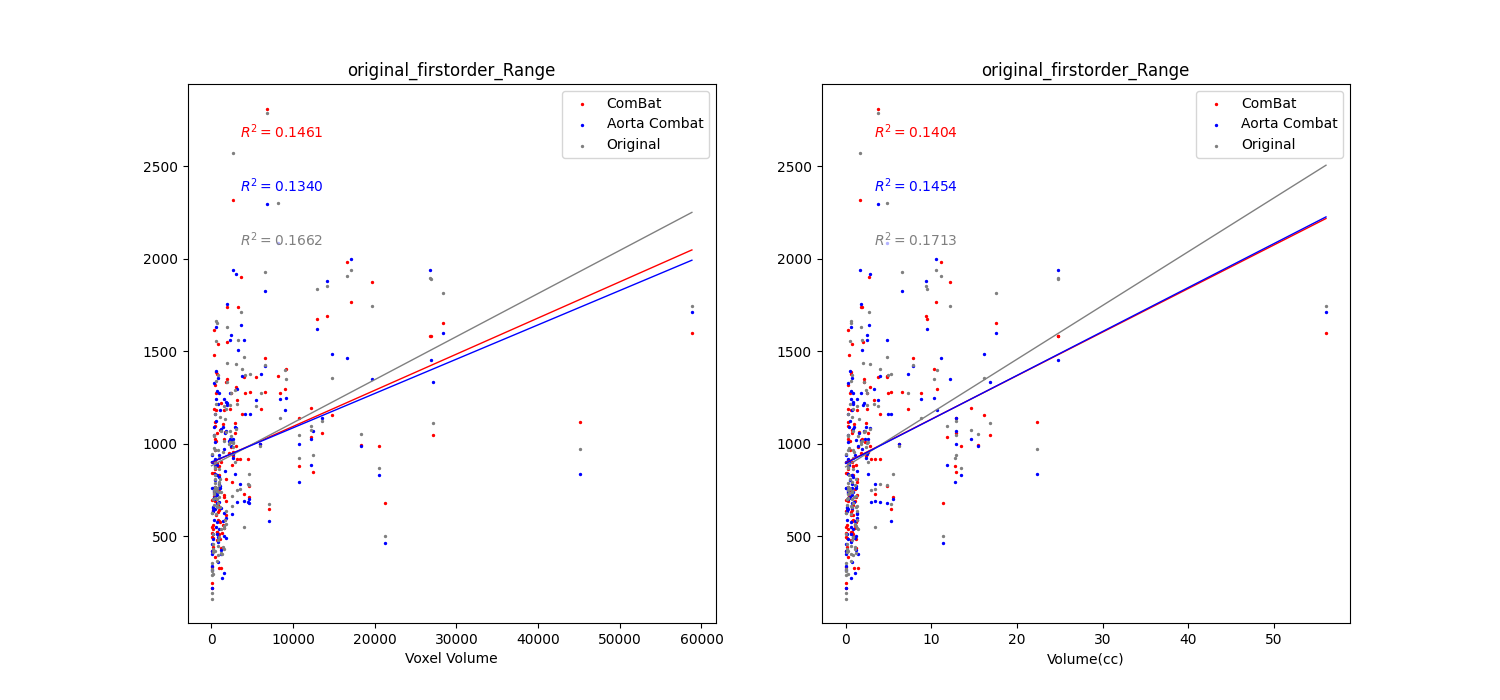 original_firstorder_Range
ComBat
Aorta Combat
Original
R² = 0.1461
R² = 0.1340
R² = 0.1662
2500
2000
1500
1000
500
0
10000
20000
30000
40000
50000
60000
Voxel Volume
original_firstorder_Range
ComBat
Aorta Combat
Original
R² = 0.1404
R² = 0.1454
R² = 0.1713
2500
2000
1500
1000
500
0
10
20
30
40
50
Volume(cc)